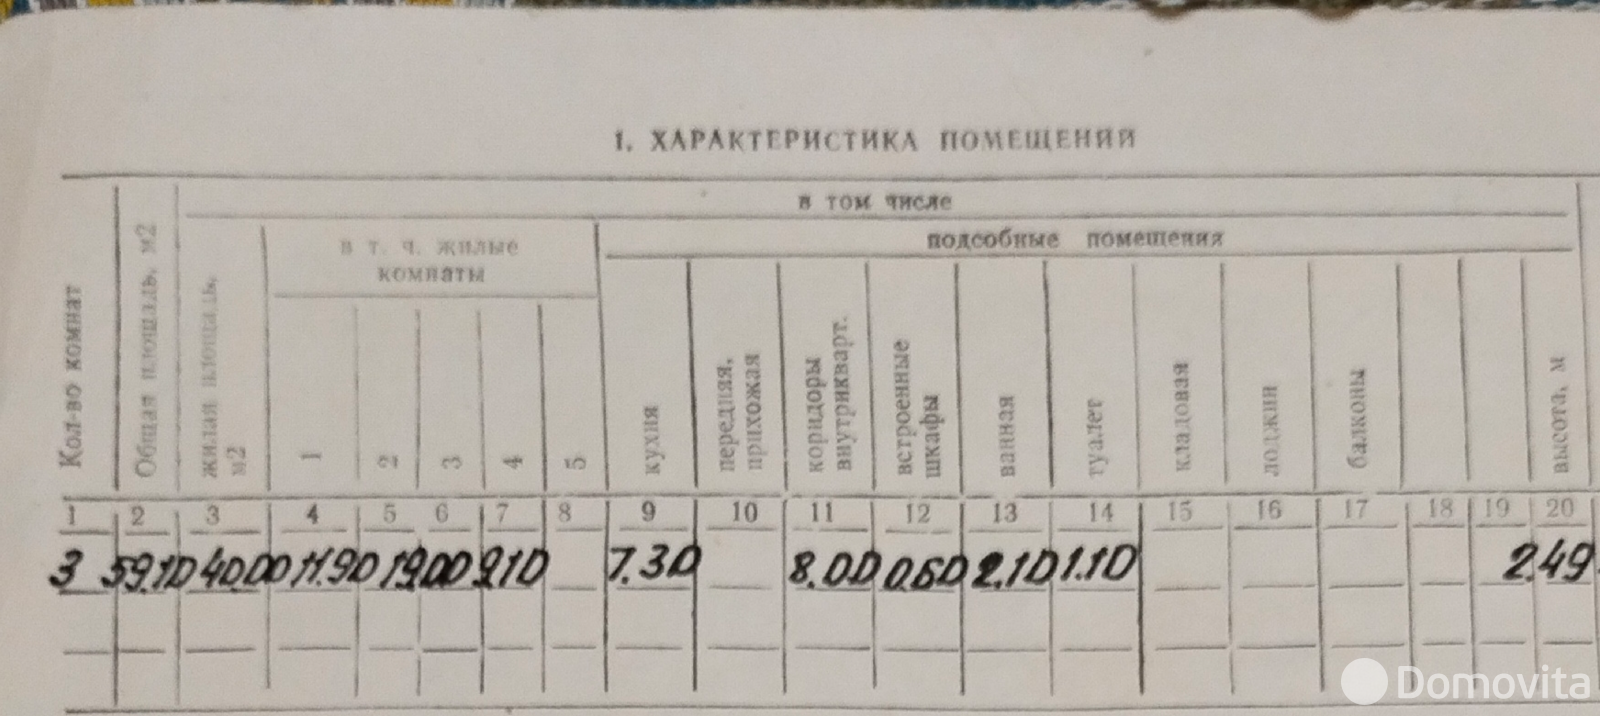 1. ХАРАКТЕРИСТИКА ПОМЕЩЕНИЙ
в том числе
Кол-во комнат
Общая площадь, м2
жилая площадь,
м2
в т. ч. жилые
комнаты
1 2 3 4 5
подсобные помещения
кухня
передняя,
прихожая
коридоры
внутрикварт.
встроенные
шкафы
ванная
туалет
кладовая
лоджии
балконы
высота, м
1 2 3 4 5 6 7 8 9 10 11 12 13 14 15 16 17 18 19 20
3 59.10 40.00 11.90 19.00 9.10 7.30 8.00 0.60 2.10 1.10 2.49
Domovita